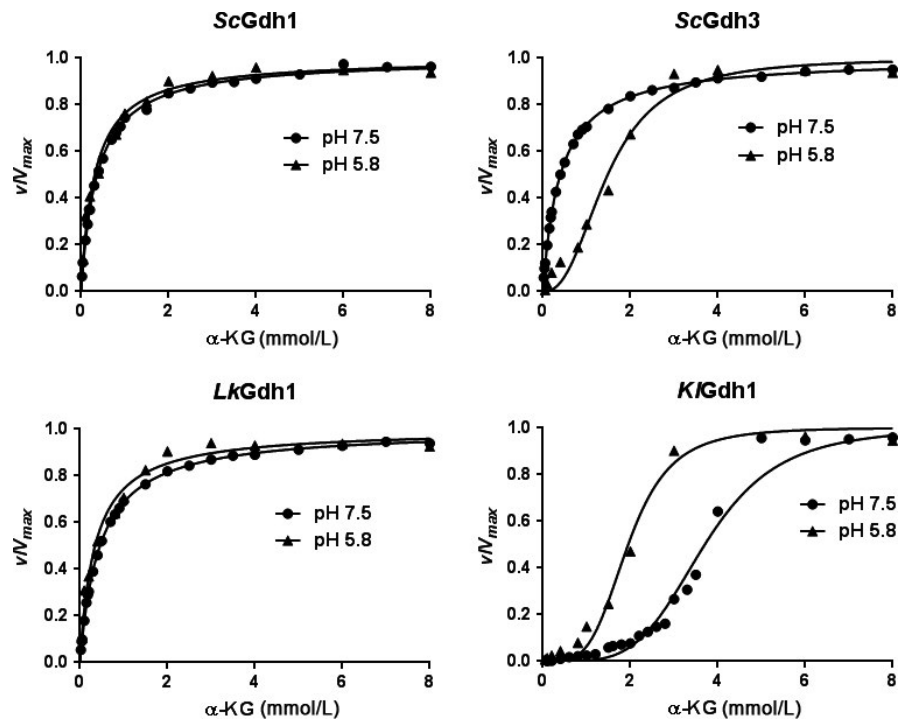 ScGdh1
1.0
0.8
0.6
0.4
0.2
0.0
v/Vmax
pH 7.5
pH 5.8
0 2 4 6 8
α-KG (mmol/L)
ScGdh3
1.0
0.8
0.6
0.4
0.2
0.0
v/Vmax
pH 7.5
pH 5.8
0 2 4 6 8
α-KG (mmol/L)
LkGdh1
1.0
0.8
0.6
0.4
0.2
0.0
v/Vmax
pH 7.5
pH 5.8
0 2 4 6 8
α-KG (mmol/L)
KlGdh1
1.0
0.8
0.6
0.4
0.2
0.0
v/Vmax
pH 7.5
pH 5.8
0 2 4 6 8
α-KG (mmol/L)